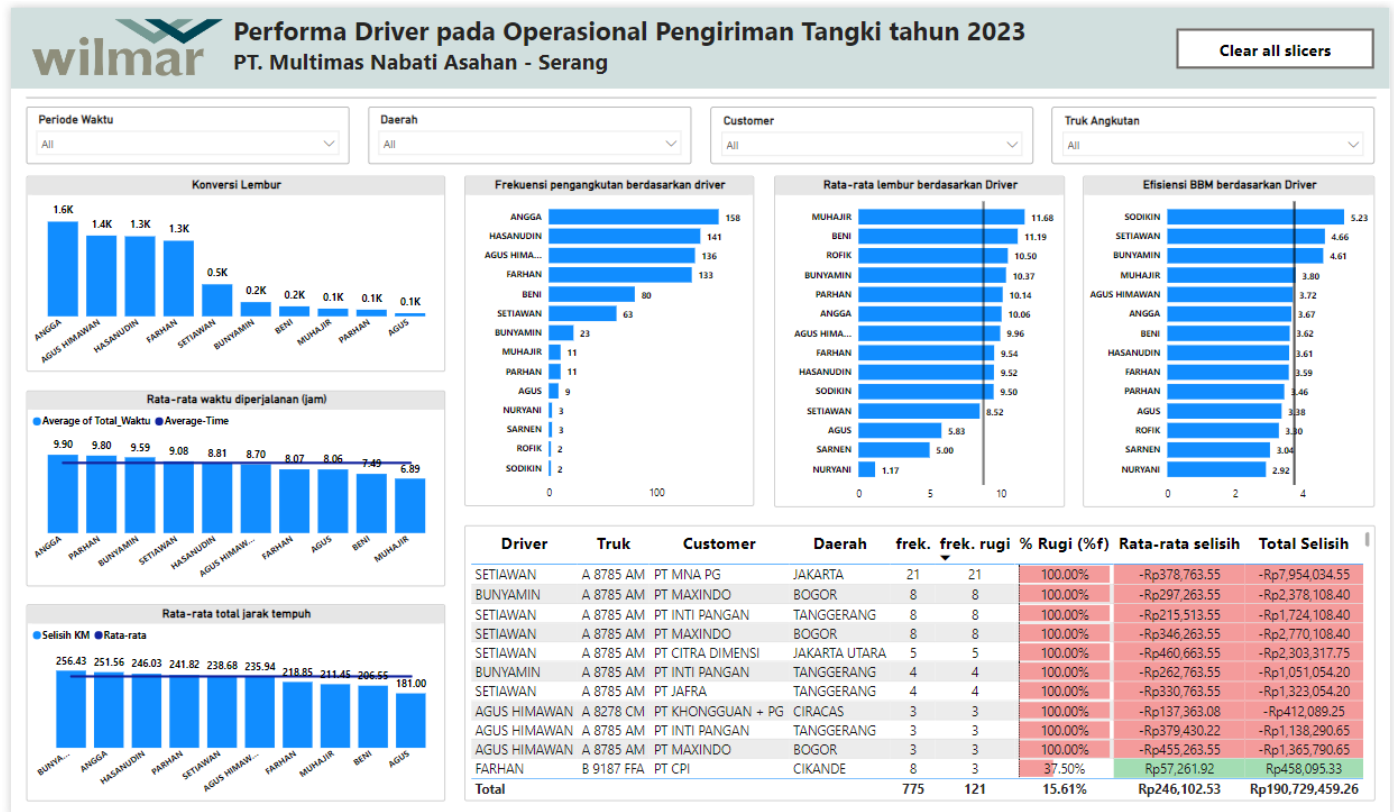 wilmar
Performa Driver pada Operasional Pengiriman Tangki tahun 2023
PT. Multimas Nabati Asahan - Serang
Clear all slicers
Periode Waktu
All
Daerah
All
Customer
All
Truk Angkutan
All
Konversi Lembur
1.6K 1.4K 1.3K 1.3K 0.5K 0.2K 0.2K 0.1K 0.1K 0.1K
ANGGA AGUS HIMAWAN HASANUDIN FARHAN SETIAWAN BUNYAMIN BENI MUHAJIR PARHAN AGUS
Rata-rata waktu diperjalanan (jam)
Average of Total_Waktu Average-Time
9.90 9.80 9.59 9.08 8.81 8.70 8.07 8.06 7.49 6.89
ANGGA PARHAN BUNYAMIN SETIAWAN HASANUDIN AGUS HIMAW... FARHAN AGUS BENI MUHAJIR
Rata-rata total jarak tempuh
Selisih KM Rata-rata
256.43 251.56 246.03 241.82 238.68 235.94 218.85 211.45 206.55 181.00
BUNYA... ANGGA HASANUDIN PARHAN SETIAWAN AGUS HIMAW... FARHAN MUHAJIR BENI AGUS
Frekuensi pengangkutan berdasarkan driver
ANGGA 158
HASANUDIN 141
AGUS HIMA... 136
FARHAN 133
BENI 80
SETIAWAN 63
BUNYAMIN 23
MUHAJIR 11
PARHAN 11
AGUS 9
NURYANI 3
SARNEN 3
ROFIK 2
SODIKIN 2
0 100
Rata-rata lembur berdasarkan Driver
MUHAJIR 11.68
BENI 11.19
ROFIK 10.50
BUNYAMIN 10.37
PARHAN 10.14
ANGGA 10.06
AGUS HIMA... 9.96
FARHAN 9.54
HASANUDIN 9.52
SODIKIN 9.50
SETIAWAN 8.52
AGUS 5.83
SARNEN 5.00
NURYANI 1.17
0 5 10
Efisiensi BBM berdasarkan Driver
SODIKIN 5.23
SETIAWAN 4.66
BUNYAMIN 4.61
MUHAJIR 3.80
AGUS HIMAWAN 3.72
ANGGA 3.67
BENI 3.62
HASANUDIN 3.61
FARHAN 3.59
PARHAN 3.46
AGUS 3.38
ROFIK 3.30
SARNEN 3.04
NURYANI 2.92
0 2 4
Driver Truk Customer Daerah frek. frek. rugi % Rugi (%f) Rata-rata selisih Total Selisih
SETIAWAN A 8785 AM PT MNA PG JAKARTA 21 21 100.00% -Rp378,763.55 -Rp7,954,034.55
BUNYAMIN A 8785 AM PT MAXINDO BOGOR 8 8 100.00% -Rp297,263.55 -Rp2,378,108.40
SETIAWAN A 8785 AM PT INTI PANGAN TANGGERANG 8 8 100.00% -Rp215,513.55 -Rp1,724,108.40
SETIAWAN A 8785 AM PT MAXINDO BOGOR 8 8 100.00% -Rp346,263.55 -Rp2,770,108.40
SETIAWAN A 8785 AM PT CITRA DIMENSI JAKARTA UTARA 5 5 100.00% -Rp460,663.55 -Rp2,303,317.75
BUNYAMIN A 8785 AM PT INTI PANGAN TANGGERANG 4 4 100.00% -Rp262,763.55 -Rp1,051,054.20
SETIAWAN A 8785 AM PT JAFRA TANGGERANG 4 4 100.00% -Rp330,763.55 -Rp1,323,054.20
AGUS HIMAWAN A 8278 CM PT KHONGGUAN + PG CIRACAS 3 3 100.00% -Rp137,363.08 -Rp412,089.25
AGUS HIMAWAN A 8785 AM PT INTI PANGAN TANGGERANG 3 3 100.00% -Rp379,430.22 -Rp1,138,290.65
AGUS HIMAWAN A 8785 AM PT MAXINDO BOGOR 3 3 100.00% -Rp455,263.55 -Rp1,365,790.65
FARHAN B 9187 FFA PT CPI CIKANDE 8 3 37.50% Rp57,261.92 Rp458,095.33
Total 775 121 15.61% Rp246,102.53 Rp190,729,459.26